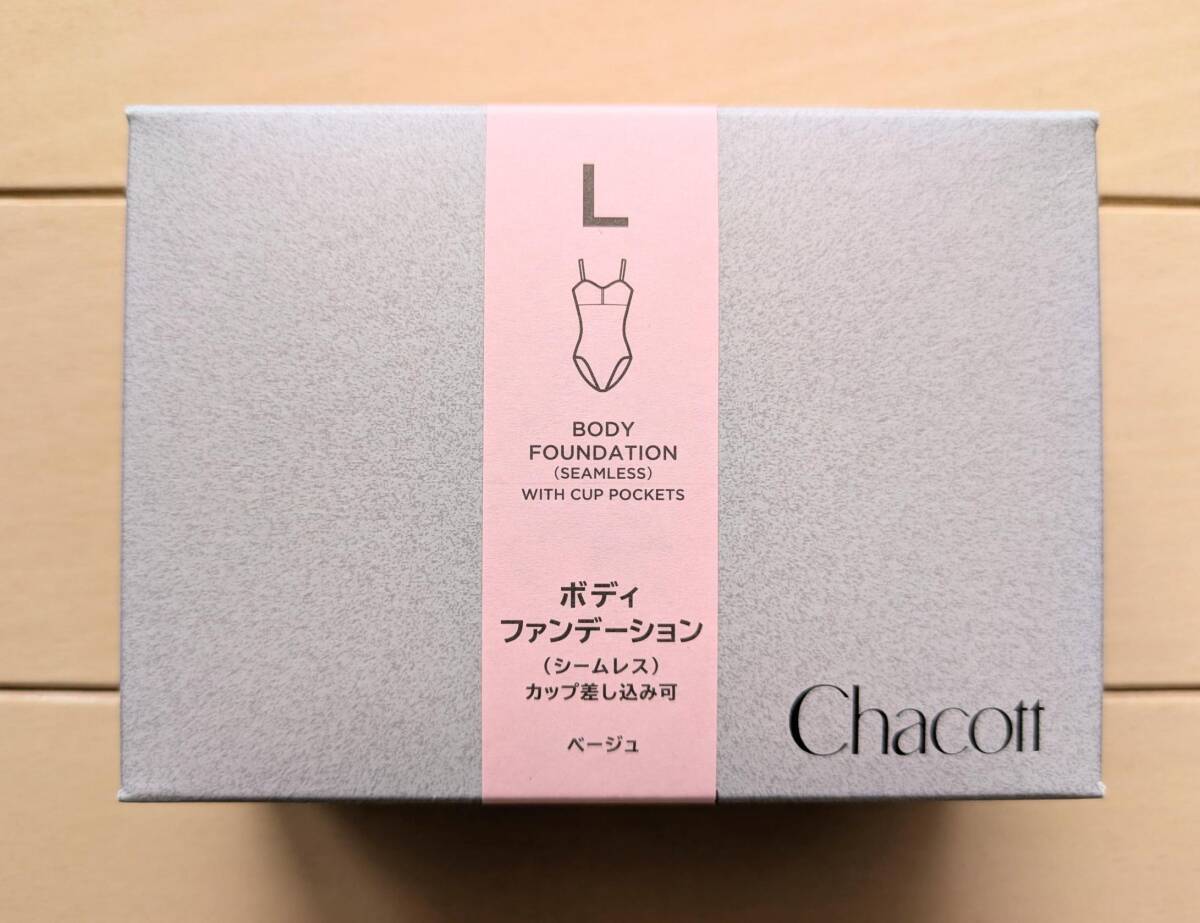 L
BODY
FOUNDATION
(SEAMLESS)
WITH CUP POCKETS
ボディ
ファンデーション
(シームレス)
カップ差し込み可
ベージュ
Chacott